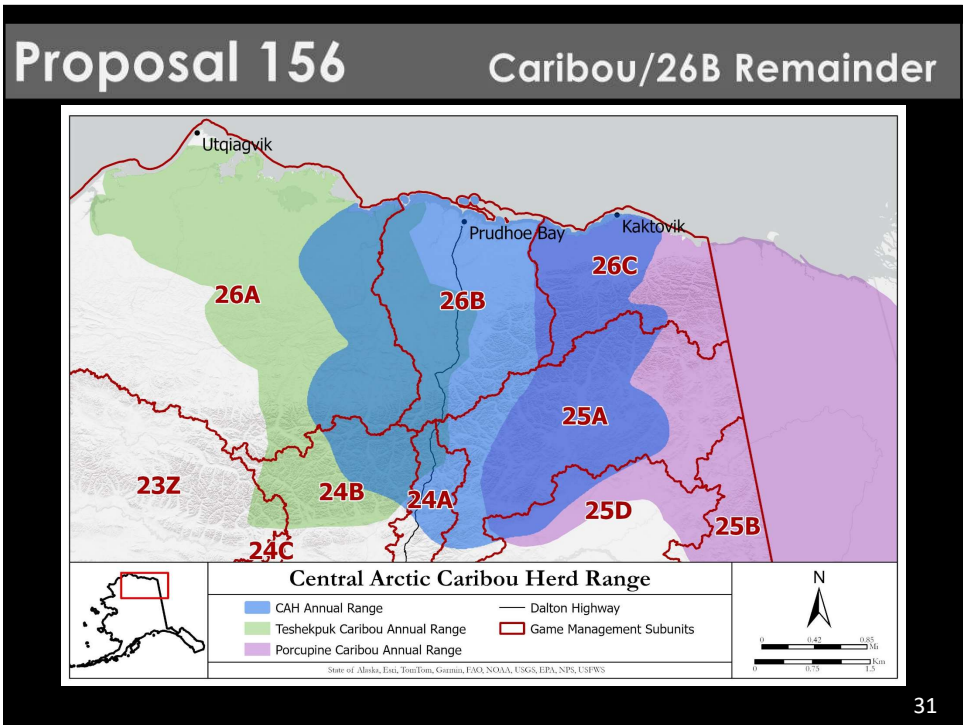 Proposal 156
Caribou/26B Remainder
Utqiagvik
Prudhoe Bay
Kaktovik
26A
26B
26C
25A
23Z
24B
24A
25D
25B
24C
Central Arctic Caribou Herd Range
CAH Annual Range
Teshekpuk Caribou Annual Range
Porcupine Caribou Annual Range
Dalton Highway
Game Management Subunits
State of Alaska, Esri, TomTom, Garmin, FAO, NOAA, USGS, EPA, NPS, USFWS
N
0 0.42 0.85
Mi
Km
0 0.75 1.5
31